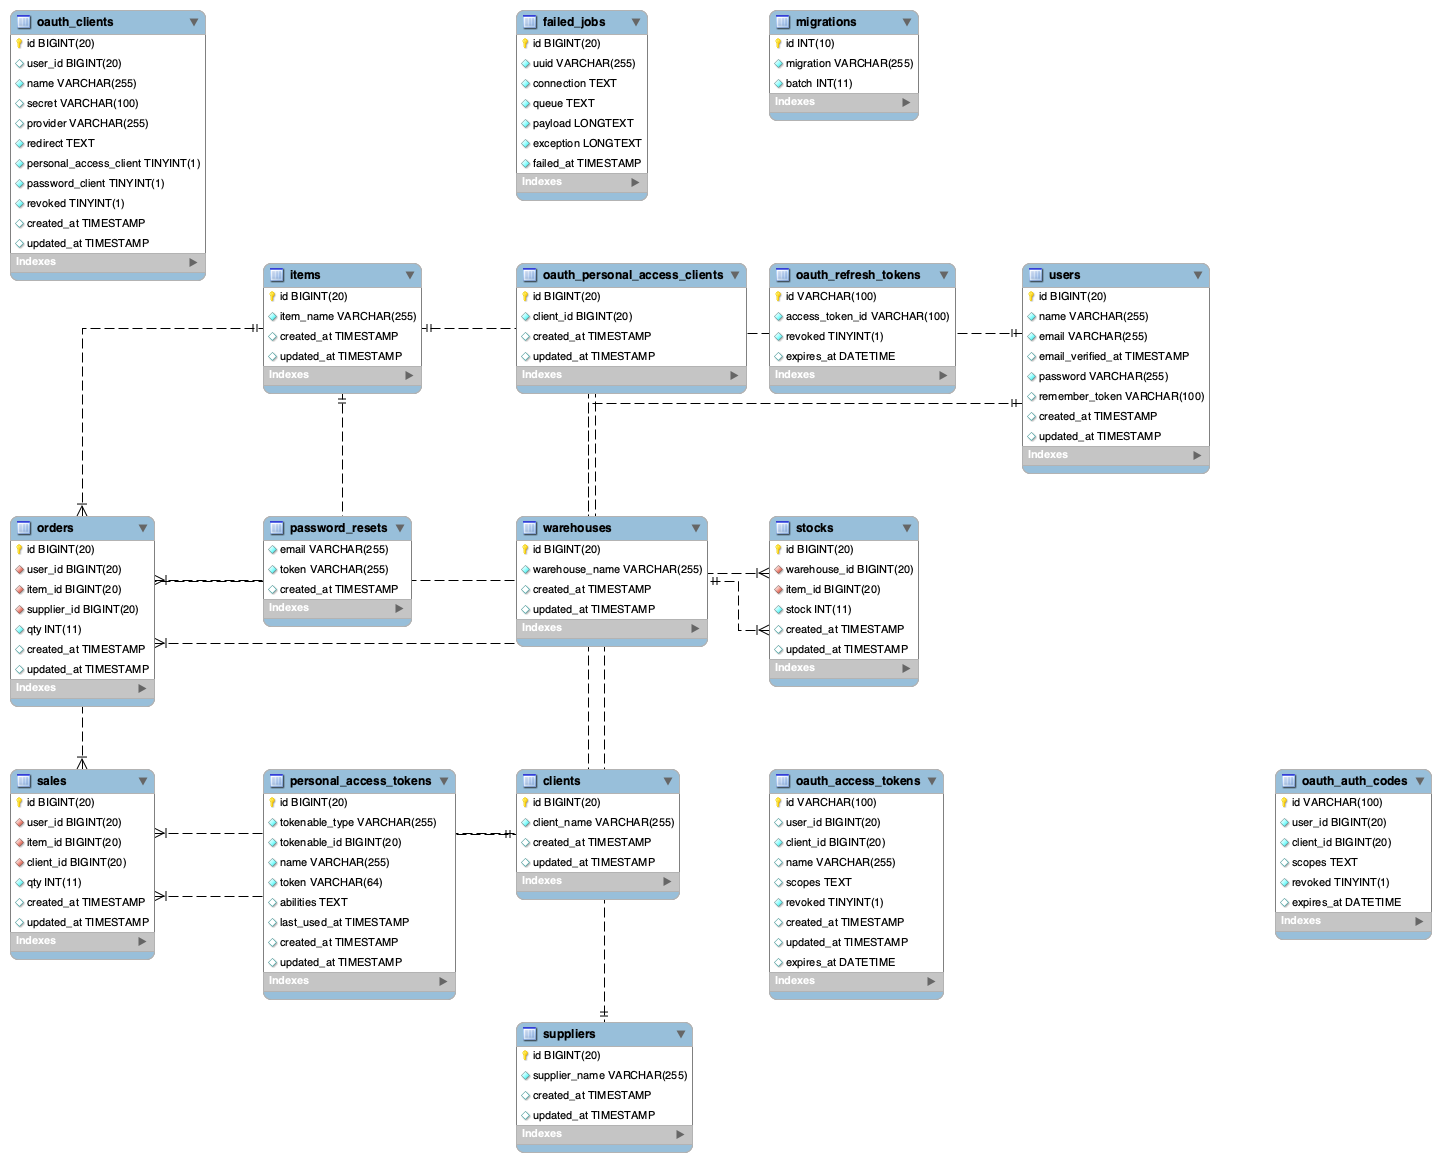 oauth_clients
id BIGINT(20)
user_id BIGINT(20)
name VARCHAR(255)
secret VARCHAR(100)
provider VARCHAR(255)
redirect TEXT
personal_access_client TINYINT(1)
password_client TINYINT(1)
revoked TINYINT(1)
created_at TIMESTAMP
updated_at TIMESTAMP
Indexes
failed_jobs
id BIGINT(20)
uuid VARCHAR(255)
connection TEXT
queue TEXT
payload LONGTEXT
exception LONGTEXT
failed_at TIMESTAMP
Indexes
migrations
id INT(10)
migration VARCHAR(255)
batch INT(11)
Indexes
items
id BIGINT(20)
item_name VARCHAR(255)
created_at TIMESTAMP
updated_at TIMESTAMP
Indexes
oauth_personal_access_clients
id BIGINT(20)
client_id BIGINT(20)
created_at TIMESTAMP
updated_at TIMESTAMP
Indexes
oauth_refresh_tokens
id VARCHAR(100)
access_token_id VARCHAR(100)
revoked TINYINT(1)
expires_at DATETIME
Indexes
users
id BIGINT(20)
name VARCHAR(255)
email VARCHAR(255)
email_verified_at TIMESTAMP
password VARCHAR(255)
remember_token VARCHAR(100)
created_at TIMESTAMP
updated_at TIMESTAMP
Indexes
orders
id BIGINT(20)
user_id BIGINT(20)
item_id BIGINT(20)
supplier_id BIGINT(20)
qty INT(11)
created_at TIMESTAMP
updated_at TIMESTAMP
Indexes
password_resets
email VARCHAR(255)
token VARCHAR(255)
created_at TIMESTAMP
Indexes
warehouses
id BIGINT(20)
warehouse_name VARCHAR(255)
created_at TIMESTAMP
updated_at TIMESTAMP
Indexes
stocks
id BIGINT(20)
warehouse_id BIGINT(20)
item_id BIGINT(20)
stock INT(11)
created_at TIMESTAMP
updated_at TIMESTAMP
Indexes
sales
id BIGINT(20)
user_id BIGINT(20)
item_id BIGINT(20)
client_id BIGINT(20)
qty INT(11)
created_at TIMESTAMP
updated_at TIMESTAMP
Indexes
personal_access_tokens
id BIGINT(20)
tokenable_type VARCHAR(255)
tokenable_id BIGINT(20)
name VARCHAR(255)
token VARCHAR(64)
abilities TEXT
last_used_at TIMESTAMP
created_at TIMESTAMP
updated_at TIMESTAMP
Indexes
clients
id BIGINT(20)
client_name VARCHAR(255)
created_at TIMESTAMP
updated_at TIMESTAMP
Indexes
oauth_access_tokens
id VARCHAR(100)
user_id BIGINT(20)
client_id BIGINT(20)
name VARCHAR(255)
scopes TEXT
revoked TINYINT(1)
created_at TIMESTAMP
updated_at TIMESTAMP
expires_at DATETIME
Indexes
oauth_auth_codes
id VARCHAR(100)
user_id BIGINT(20)
client_id BIGINT(20)
scopes TEXT
revoked TINYINT(1)
expires_at DATETIME
Indexes
suppliers
id BIGINT(20)
supplier_name VARCHAR(255)
created_at TIMESTAMP
updated_at TIMESTAMP
Indexes